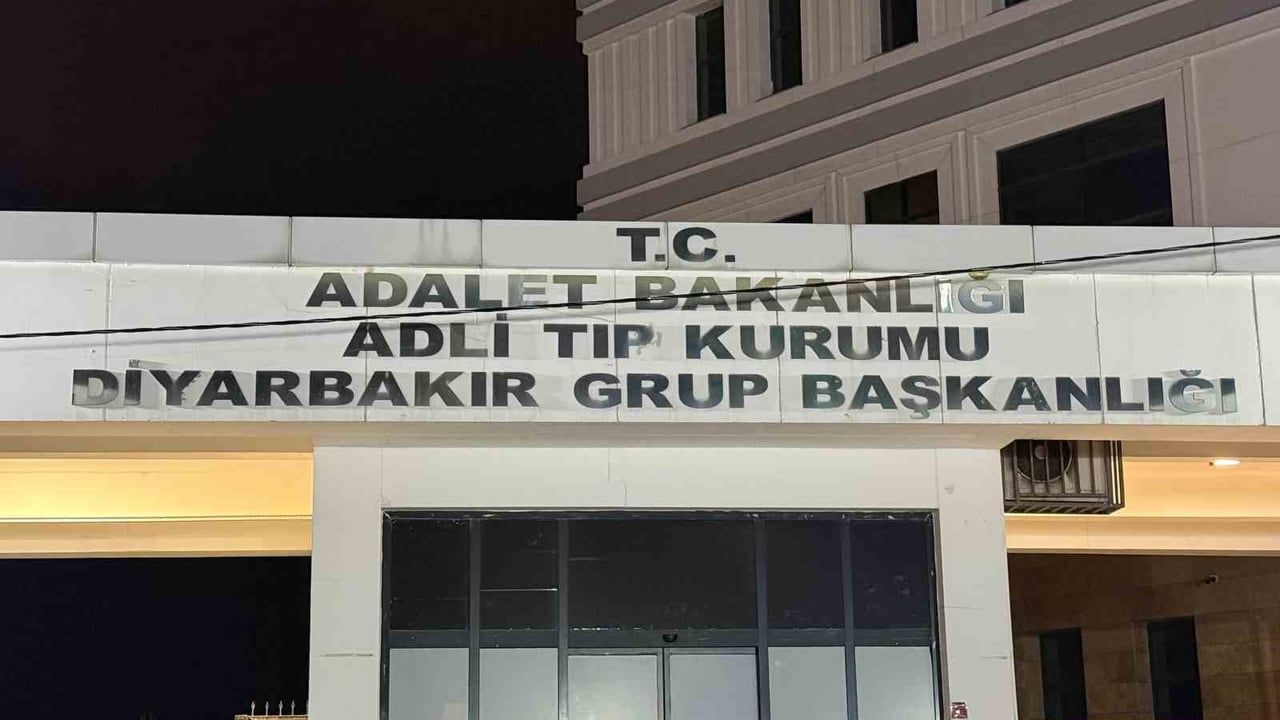 T.C.
ADALET BAKANLIĞI
ADLİ TIP KURUMU
DİYARBAKIR GRUP BAŞKANLIĞI